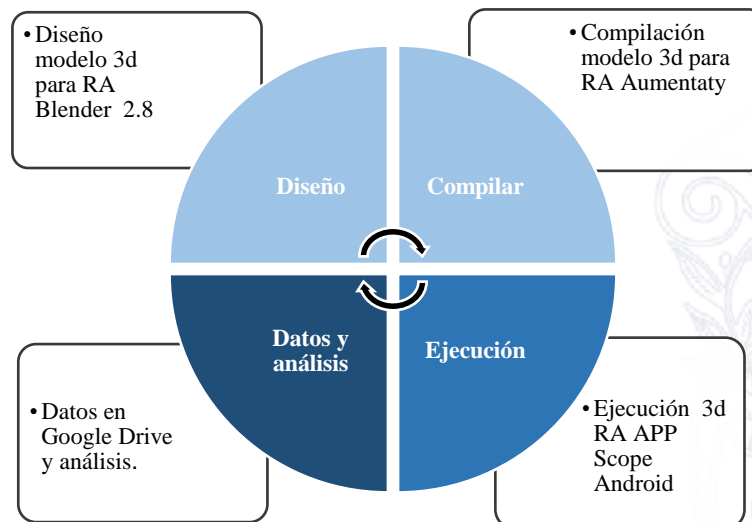 • Diseño
modelo 3d
para RA
Blender 2.8
• Compilación
modelo 3d para
RA Aumentaty
Diseño
Compilar
Datos y
análisis
Ejecución
• Datos en
Google Drive
y análisis.
• Ejecución 3d
RA APP
Scope
Android